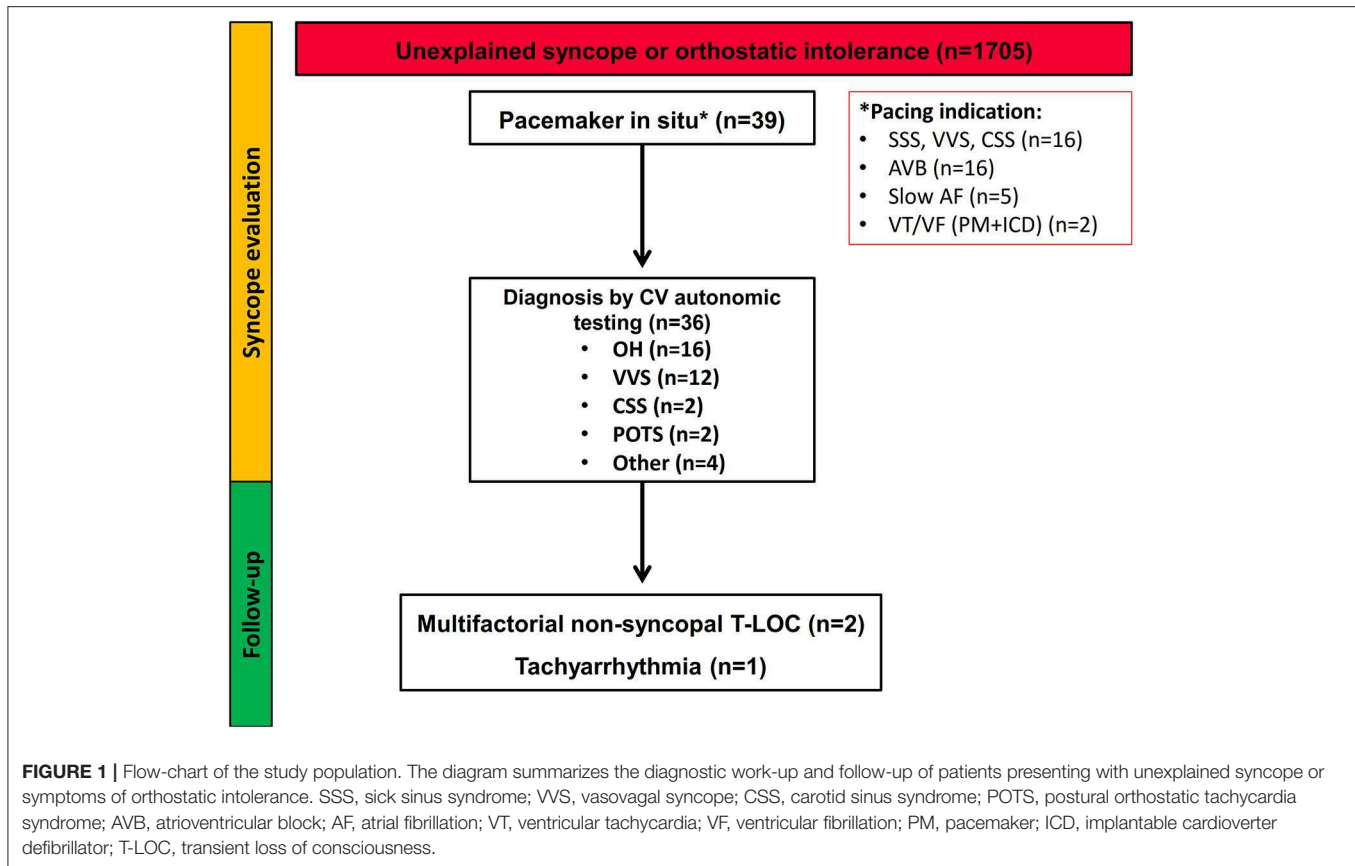 Syncope evaluation
Follow-up
Unexplained syncope or orthostatic intolerance (n=1705)
Pacemaker in situ* (n=39)
*Pacing indication:
• SSS, VVS, CSS (n=16)
• AVB (n=16)
• Slow AF (n=5)
• VT/VF (PM+ICD) (n=2)
Diagnosis by CV autonomic
testing (n=36)
• OH (n=16)
• VVS (n=12)
• CSS (n=2)
• POTS (n=2)
• Other (n=4)
Multifactorial non-syncopal T-LOC (n=2)
Tachyarrhythmia (n=1)
FIGURE 1 | Flow-chart of the study population. The diagram summarizes the diagnostic work-up and follow-up of patients presenting with unexplained syncope or
symptoms of orthostatic intolerance. SSS, sick sinus syndrome; VVS, vasovagal syncope; CSS, carotid sinus syndrome; POTS, postural orthostatic tachycardia
syndrome; AVB, atrioventricular block; AF, atrial fibrillation; VT, ventricular tachycardia; VF, ventricular fibrillation; PM, pacemaker; ICD, implantable cardioverter
defibrillator; T-LOC, transient loss of consciousness.